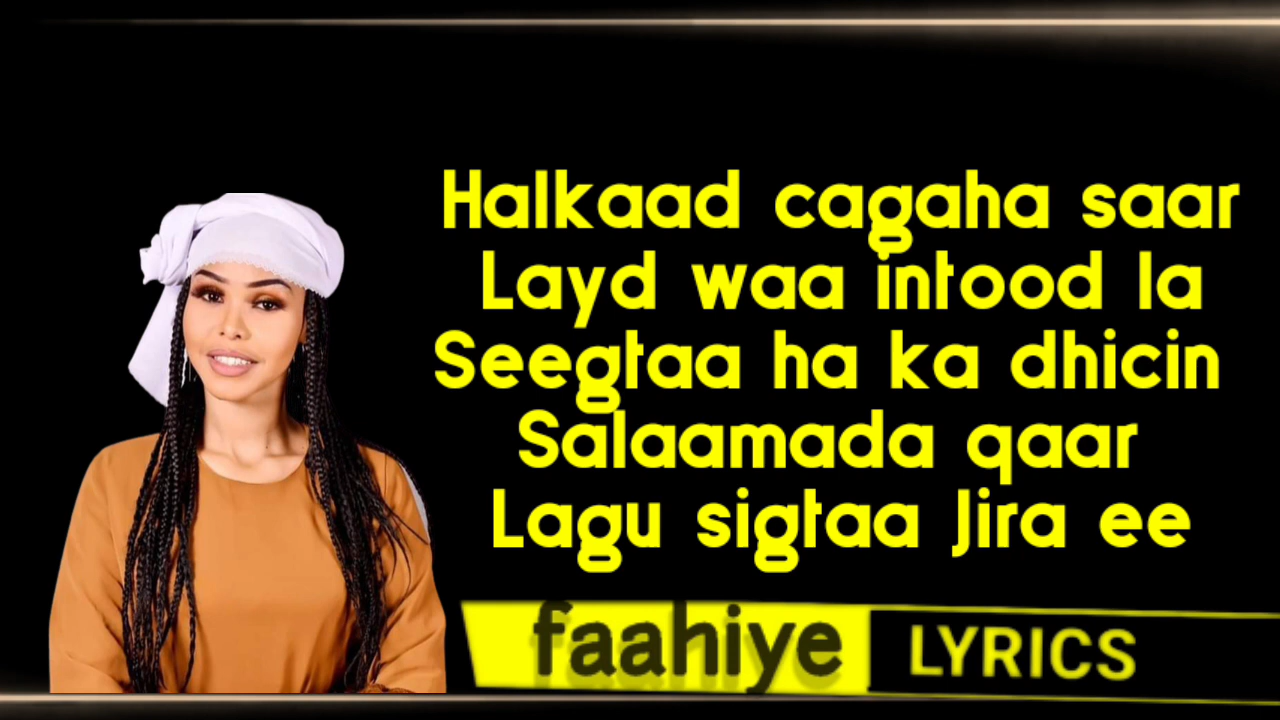 Halkaad cagaha saar
Layd waa intood la
Seegtaa ha ka dhicin
Salaamada qaar
Lagu sigtaa Jira ee
faahiye LYRICS